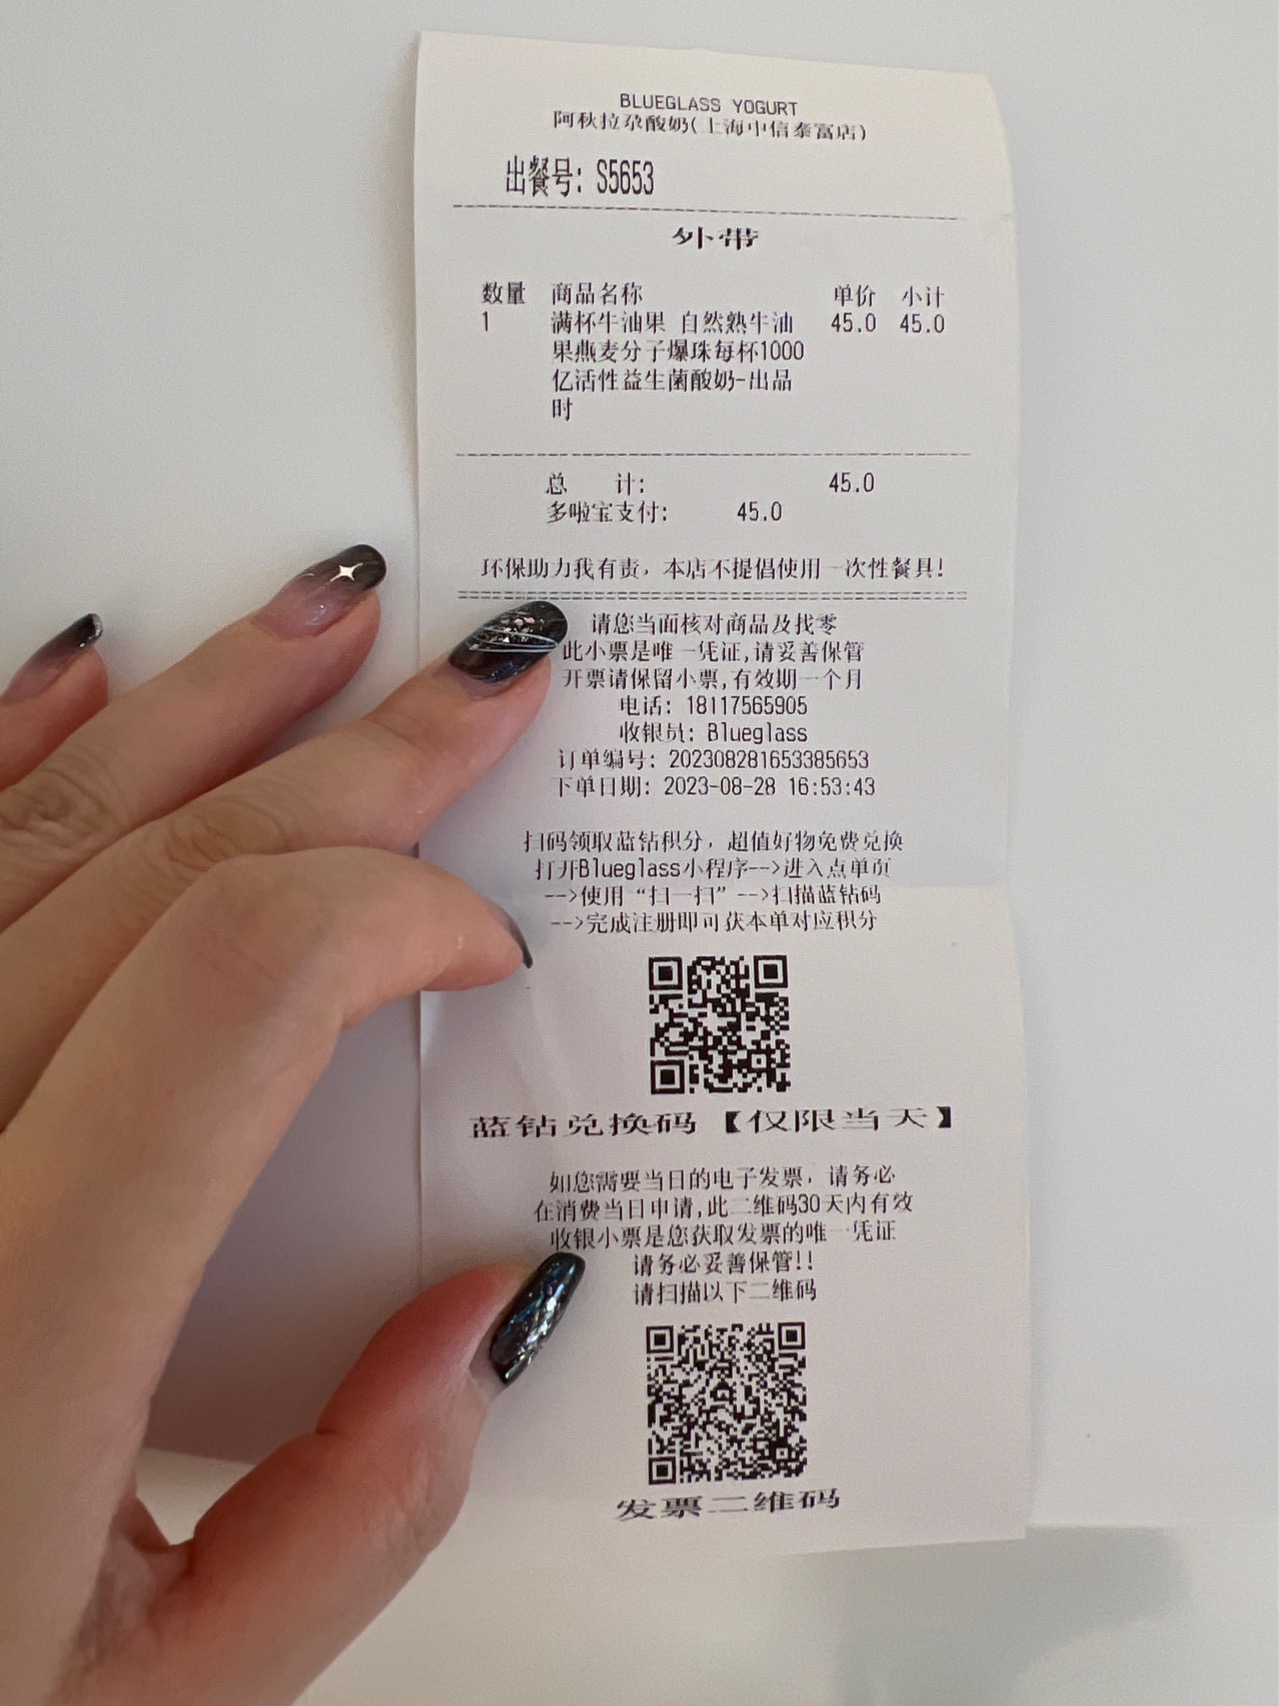 BLUEGLASS YOGURT
阿秋拉尕酸奶(上海中信泰富店)
出餐号: S5653
外带
数量 商品名称 单价 小计
1 满杯牛油果 自然熟牛油 45.0 45.0
果燕麦分子爆珠每杯1000
亿活性益生菌酸奶-出品
时
总 计: 45.0
多啦宝支付: 45.0
环保助力我有责，本店不提倡使用一次性餐具!
请您当面核对商品及找零
此小票是唯一凭证,请妥善保管
开票请保留小票,有效期一个月
电话: 18117565905
收银员: Blueglass
订单编号: 202308281653385653
下单日期: 2023-08-28 16:53:43
扫码领取蓝钻积分，超值好物免费兑换
打开Blueglass小程序-->进入点单页
-->使用“扫一扫”-->扫描蓝钻码
-->完成注册即可获本单对应积分
蓝钻兑换码【仅限当天】
如您需要当日的电子发票，请务必
在消费当日申请,此二维码30天内有效
收银小票是您获取发票的唯一凭证
请务必妥善保管!!
请扫描以下二维码
发票二维码